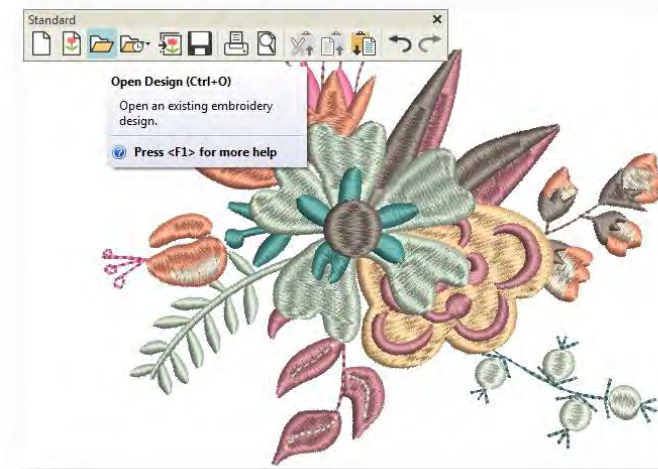 Standard
Open Design (Ctrl+O)
Open an existing embroidery
design.
Press <F1> for more help